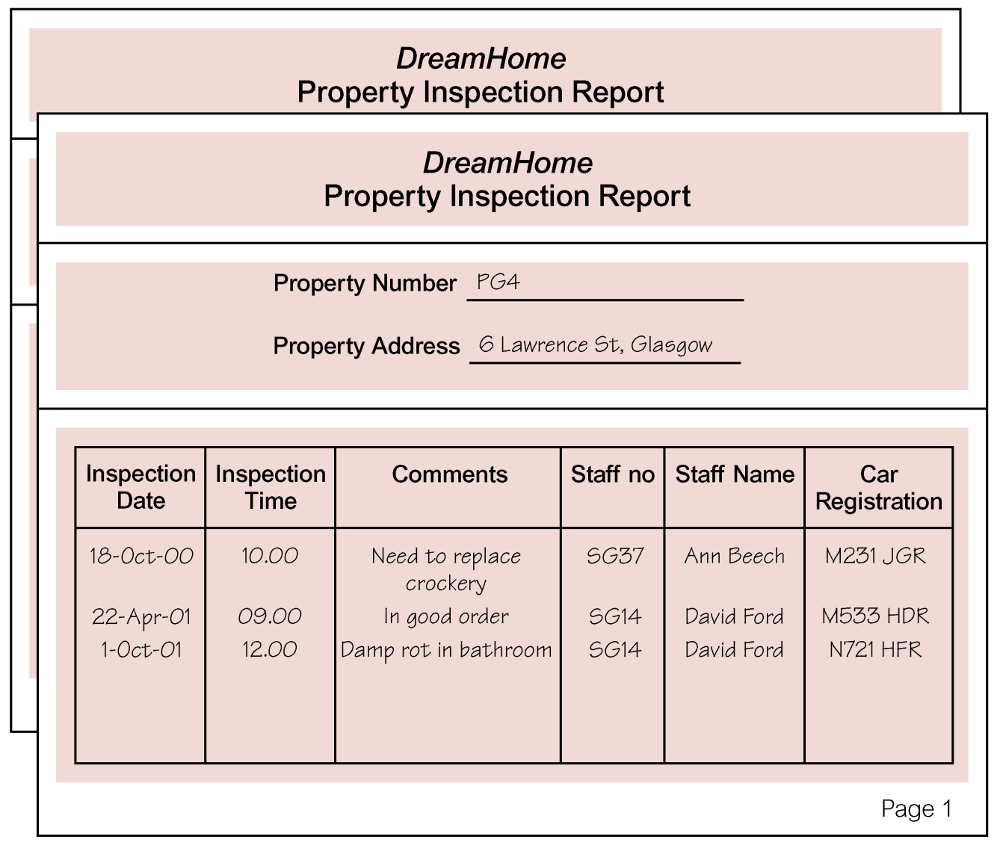 DreamHome
Property Inspection Report
DreamHome
Property Inspection Report
Property Number PG4
Property Address 6 Lawrence St, Glasgow
Inspection Date Inspection Time Comments Staff no Staff Name Car Registration
18-Oct-00 10.00 Need to replace crockery SG37 Ann Beech M231 JGR
22-Apr-01 09.00 In good order SG14 David Ford M533 HDR
1-Oct-01 12.00 Damp rot in bathroom SG14 David Ford N721 HFR
Page 1